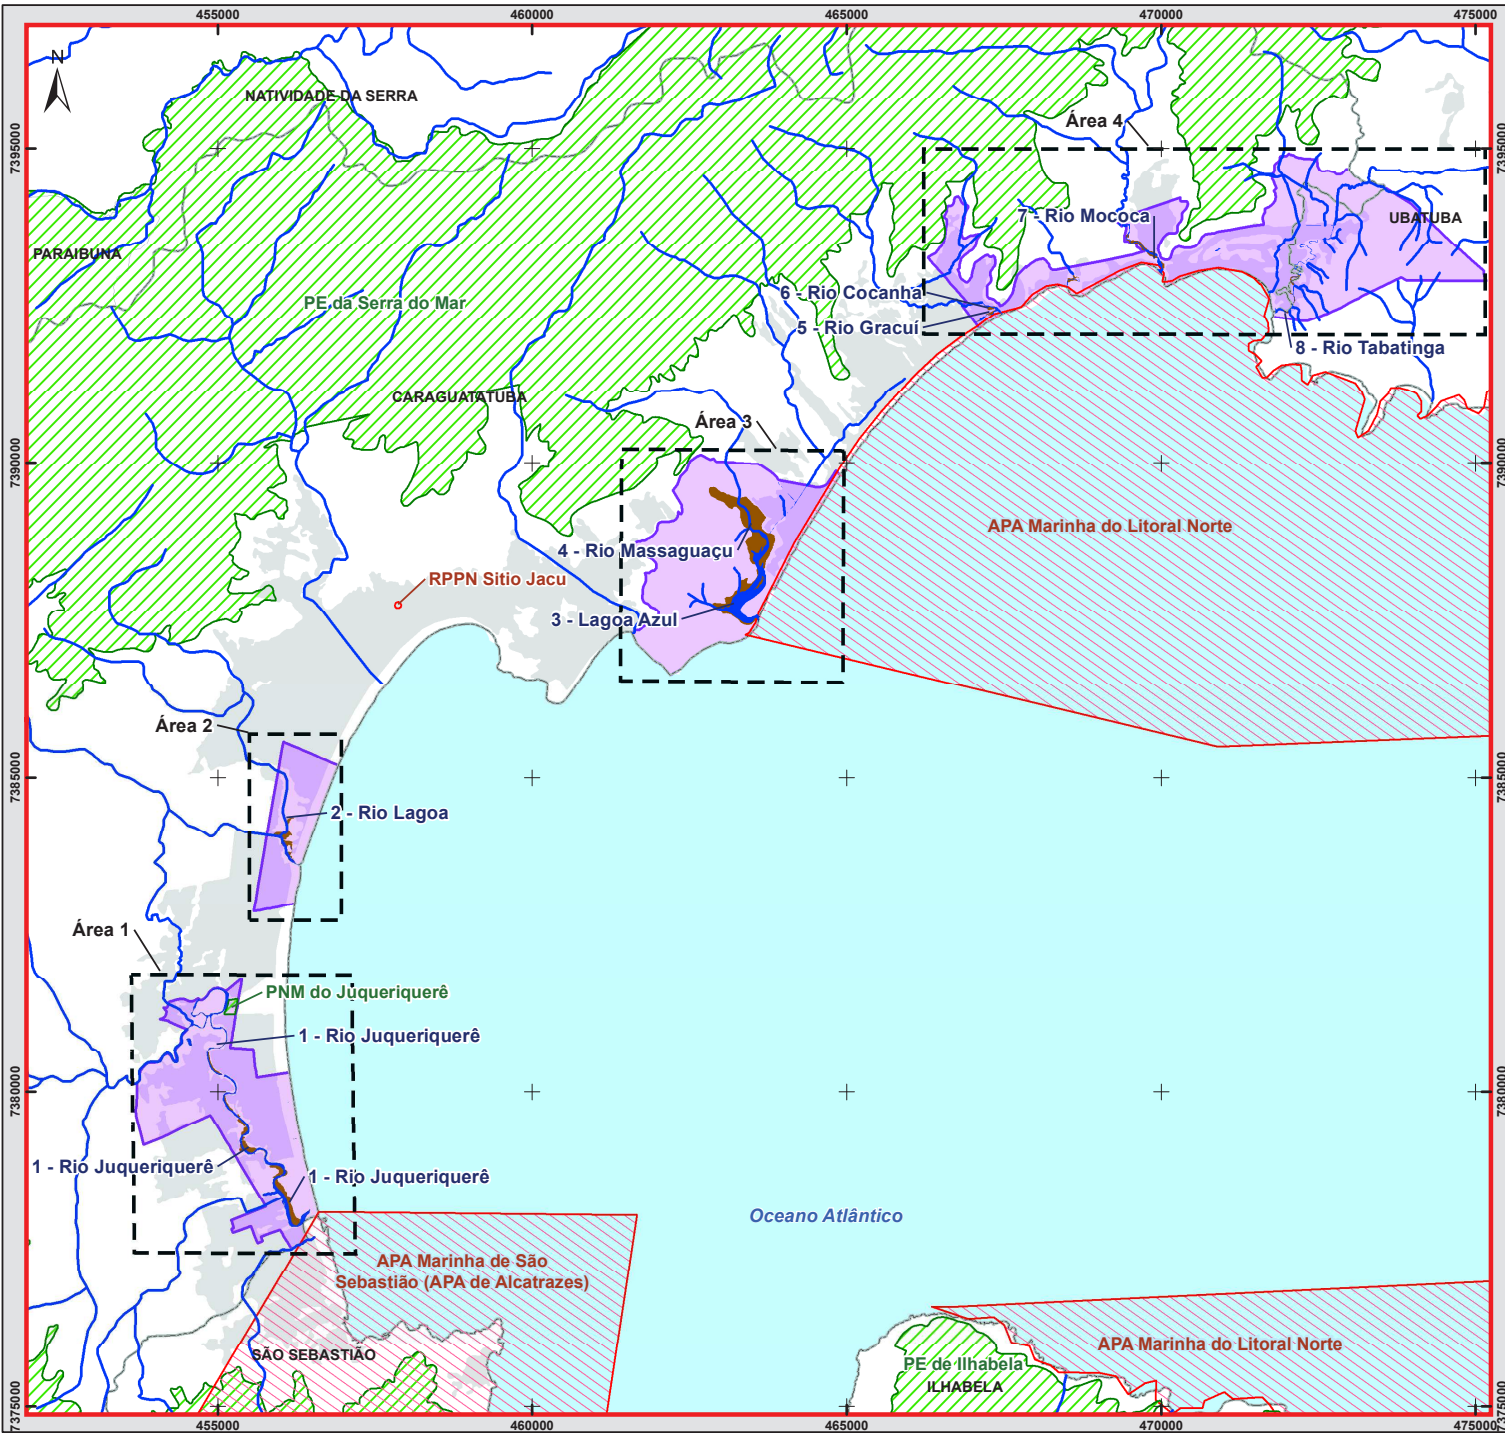 455000
460000
465000
470000
475000
N
NATIVIDADE DA SERRA
Área 4
7395000
7395000
7 - Rio Mococa
UBATUBA
PARAIBUNA
PE da Serra do Mar
6 - Rio Cocanha
5 - Rio Gracuí
8 - Rio Tabatinga
CARAGUATATUBA
Área 3
7390000
7390000
APA Marinha do Litoral Norte
4 - Rio Massaguaçu
RPPN Sitio Jacu
3 - Lagoa Azul
Área 2
7385000
7385000
2 - Rio Lagoa
Área 1
PNM do Juqueriquerê
1 - Rio Juqueriquerê
7380000
7380000
1 - Rio Juqueriquerê
1 - Rio Juqueriquerê
Oceano Atlântico
APA Marinha de São
Sebastião (APA de Alcatrazes)
SÃO SEBASTIÃO
APA Marinha do Litoral Norte
PE de Ilhabela
ILHABELA
7375000
7375000
455000
460000
465000
470000
475000